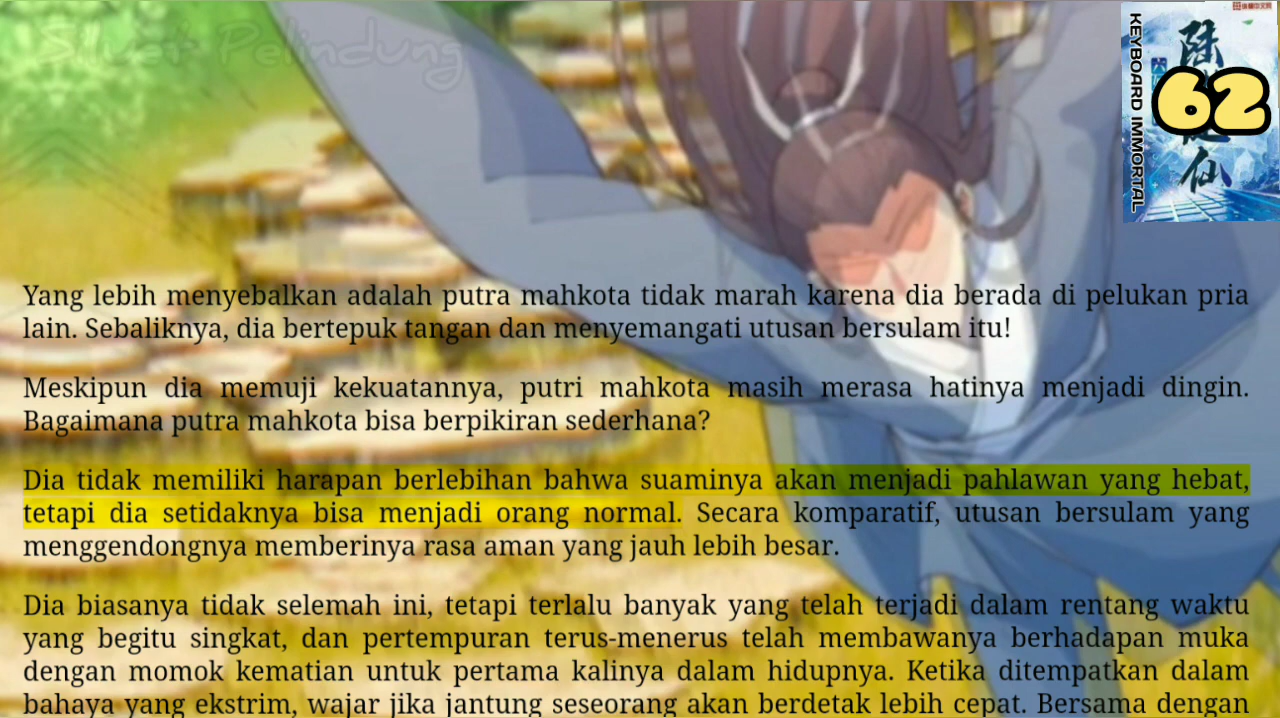 Siluet Pelindung
KEYBOARD IMMORTAL
62
仙
Yang lebih menyebalkan adalah putra mahkota tidak marah karena dia berada di pelukan pria
lain. Sebaliknya, dia bertepuk tangan dan menyemangati utusan bersulam itu!
Meskipun dia memuji kekuatannya, putri mahkota masih merasa hatinya menjadi dingin.
Bagaimana putra mahkota bisa berpikiran sederhana?
Dia tidak memiliki harapan berlebihan bahwa suaminya akan menjadi pahlawan yang hebat,
tetapi dia setidaknya bisa menjadi orang normal. Secara komparatif, utusan bersulam yang
menggendongnya memberinya rasa aman yang jauh lebih besar.
Dia biasanya tidak selemah ini, tetapi terlalu banyak yang telah terjadi dalam rentang waktu
yang begitu singkat, dan pertempuran terus-menerus telah membawanya berhadapan muka
dengan momok kematian untuk pertama kalinya dalam hidupnya. Ketika ditempatkan dalam
bahaya yang ekstrim, wajar jika jantung seseorang akan berdetak lebih cepat. Bersama dengan